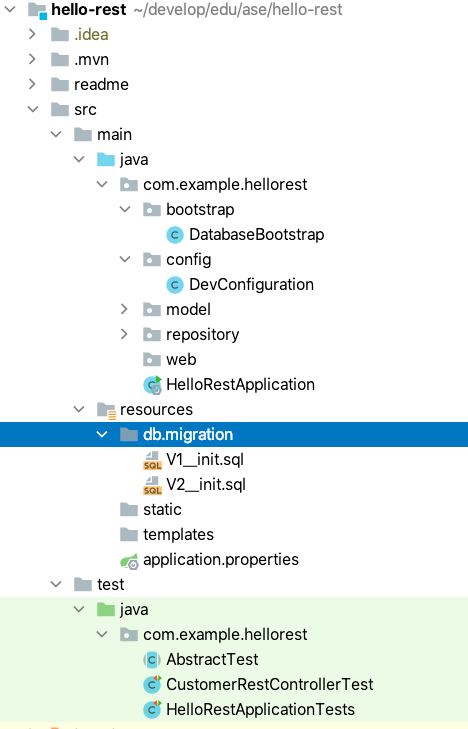 hello-rest ~/develop/edu/ase/hello-rest
.idea
.mvn
readme
src
main
java
com.example.hellorest
bootstrap
C DatabaseBootstrap
config
C DevConfiguration
model
repository
web
C HelloRestApplication
resources
db.migration
SQL V1__init.sql
SQL V2__init.sql
static
templates
application.properties
test
java
com.example.hellorest
C AbstractTest
C CustomerRestControllerTest
C HelloRestApplicationTests